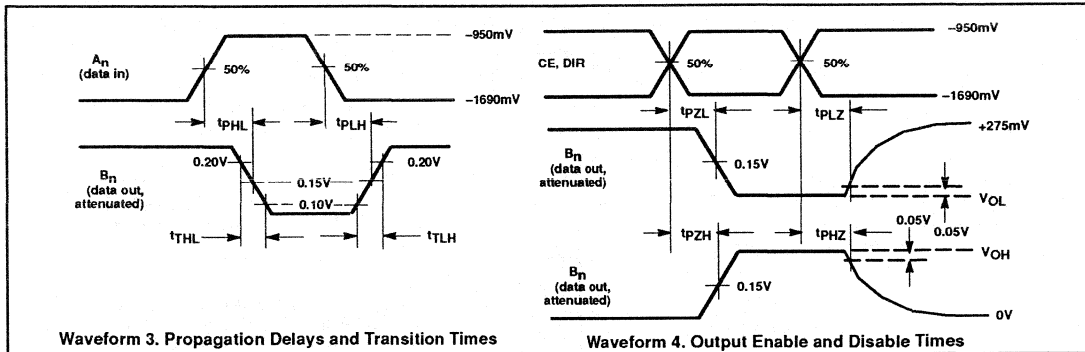 An
(data in)
50%
50%
–950mV
–1690mV
tPHL
tPLH
Bn
(data out,
attenuated)
0.20V
0.15V
0.10V
0.20V
tTHL
tTLH
Waveform 3. Propagation Delays and Transition Times
CE, DIR
50%
50%
–950mV
–1690mV
tPZL
tPLZ
+275mV
Bn
(data out,
attenuated)
0.15V
VOL
0.05V
0.05V
tPZH
tPHZ
VOH
Bn
(data out,
attenuated)
0.15V
0V
Waveform 4. Output Enable and Disable Times